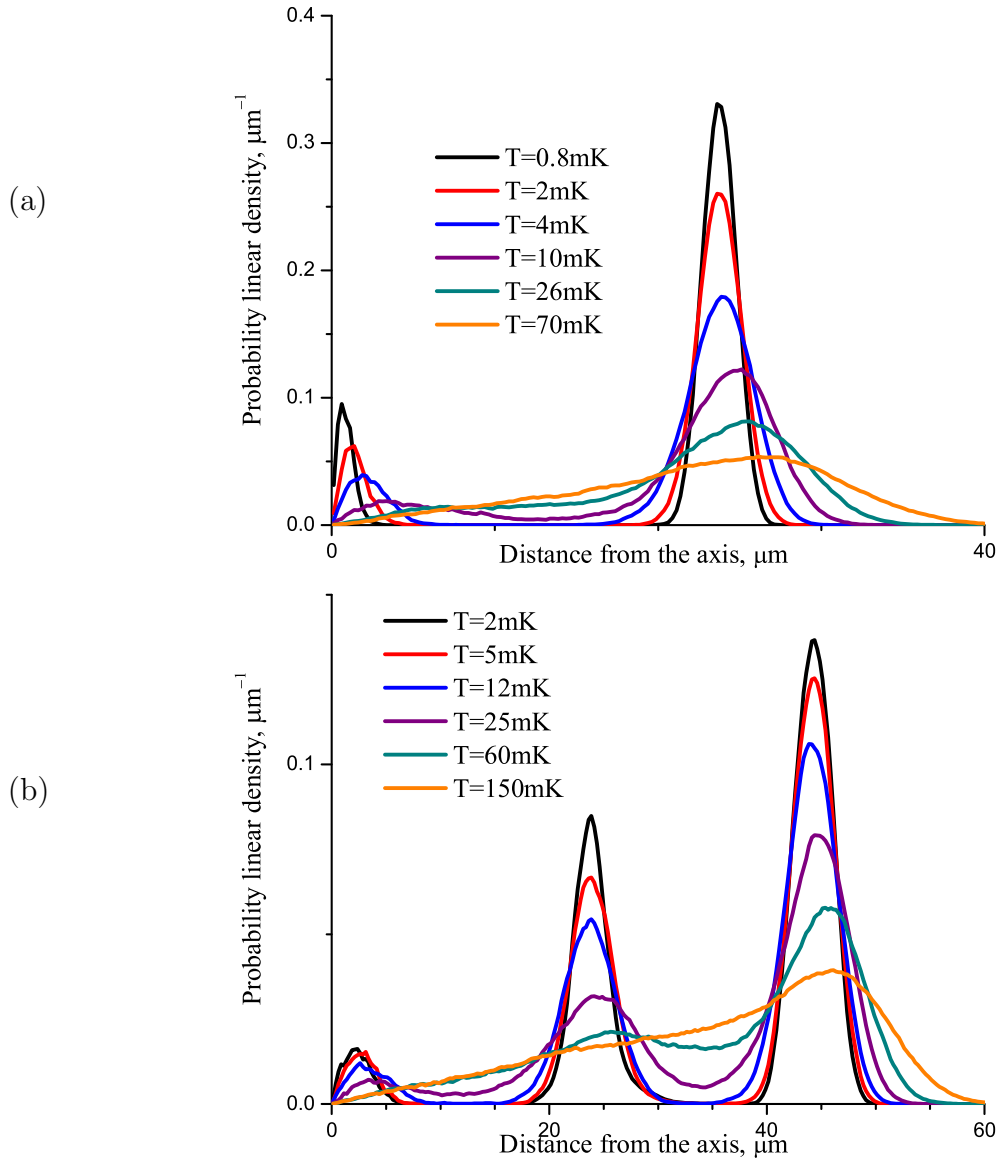 (a)
Probability linear density, μm⁻¹
0.4
0.3
0.2
0.1
0.0
T=0.8mK
T=2mK
T=4mK
T=10mK
T=26mK
T=70mK
0
40
Distance from the axis, μm
(b)
Probability linear density, μm⁻¹
0.1
0.0
T=2mK
T=5mK
T=12mK
T=25mK
T=60mK
T=150mK
0
20
40
60
Distance from the axis, μm